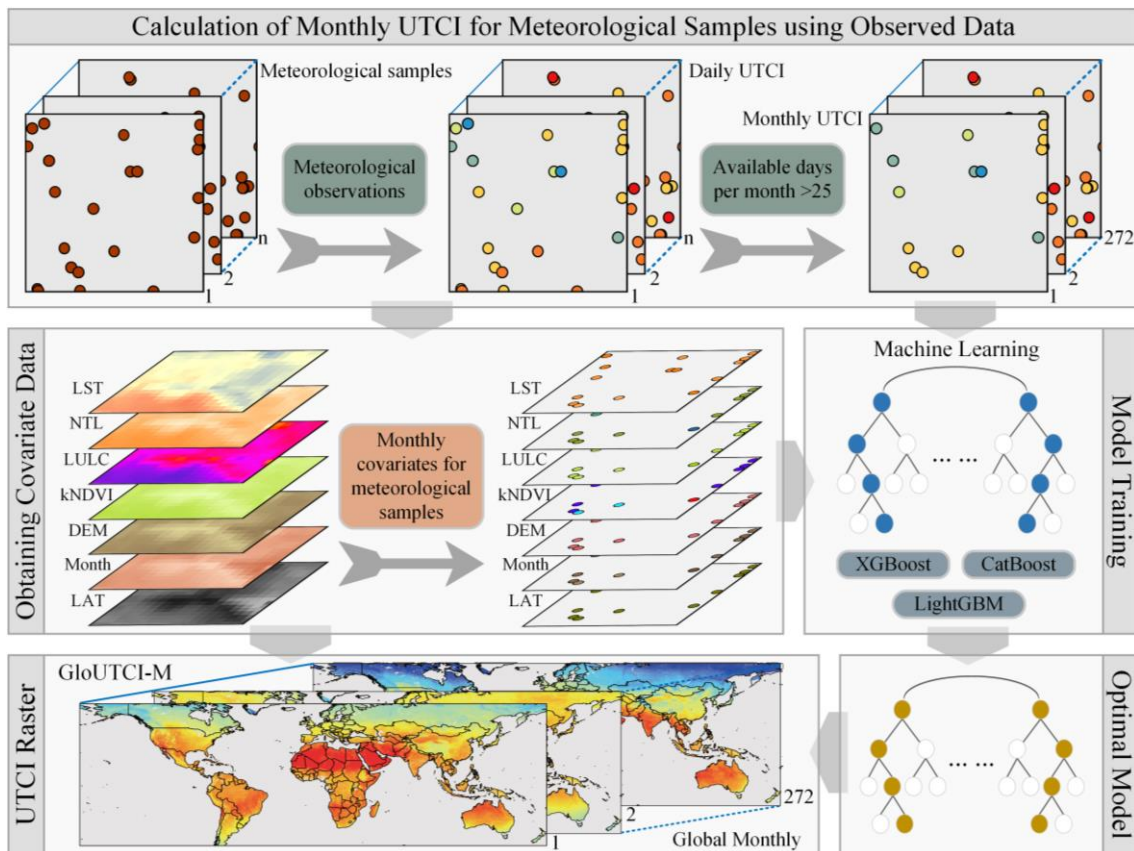 Calculation of Monthly UTCI for Meteorological Samples using Observed Data
Meteorological samples
Daily UTCI
Monthly UTCI
Meteorological
observations
Available days
per month >25
n
2
1
n
2
1
272
2
1
Obtaining Covariate Data
LST
NTL
LULC
kNDVI
DEM
Month
LAT
Monthly
covariates for
meteorological
samples
LST
NTL
LULC
kNDVI
DEM
Month
LAT
Machine Learning
... ...
XGBoost
CatBoost
LightGBM
Model Training
UTCI Raster
GloUTCI-M
272
2
1
Global Monthly
... ...
Optimal Model